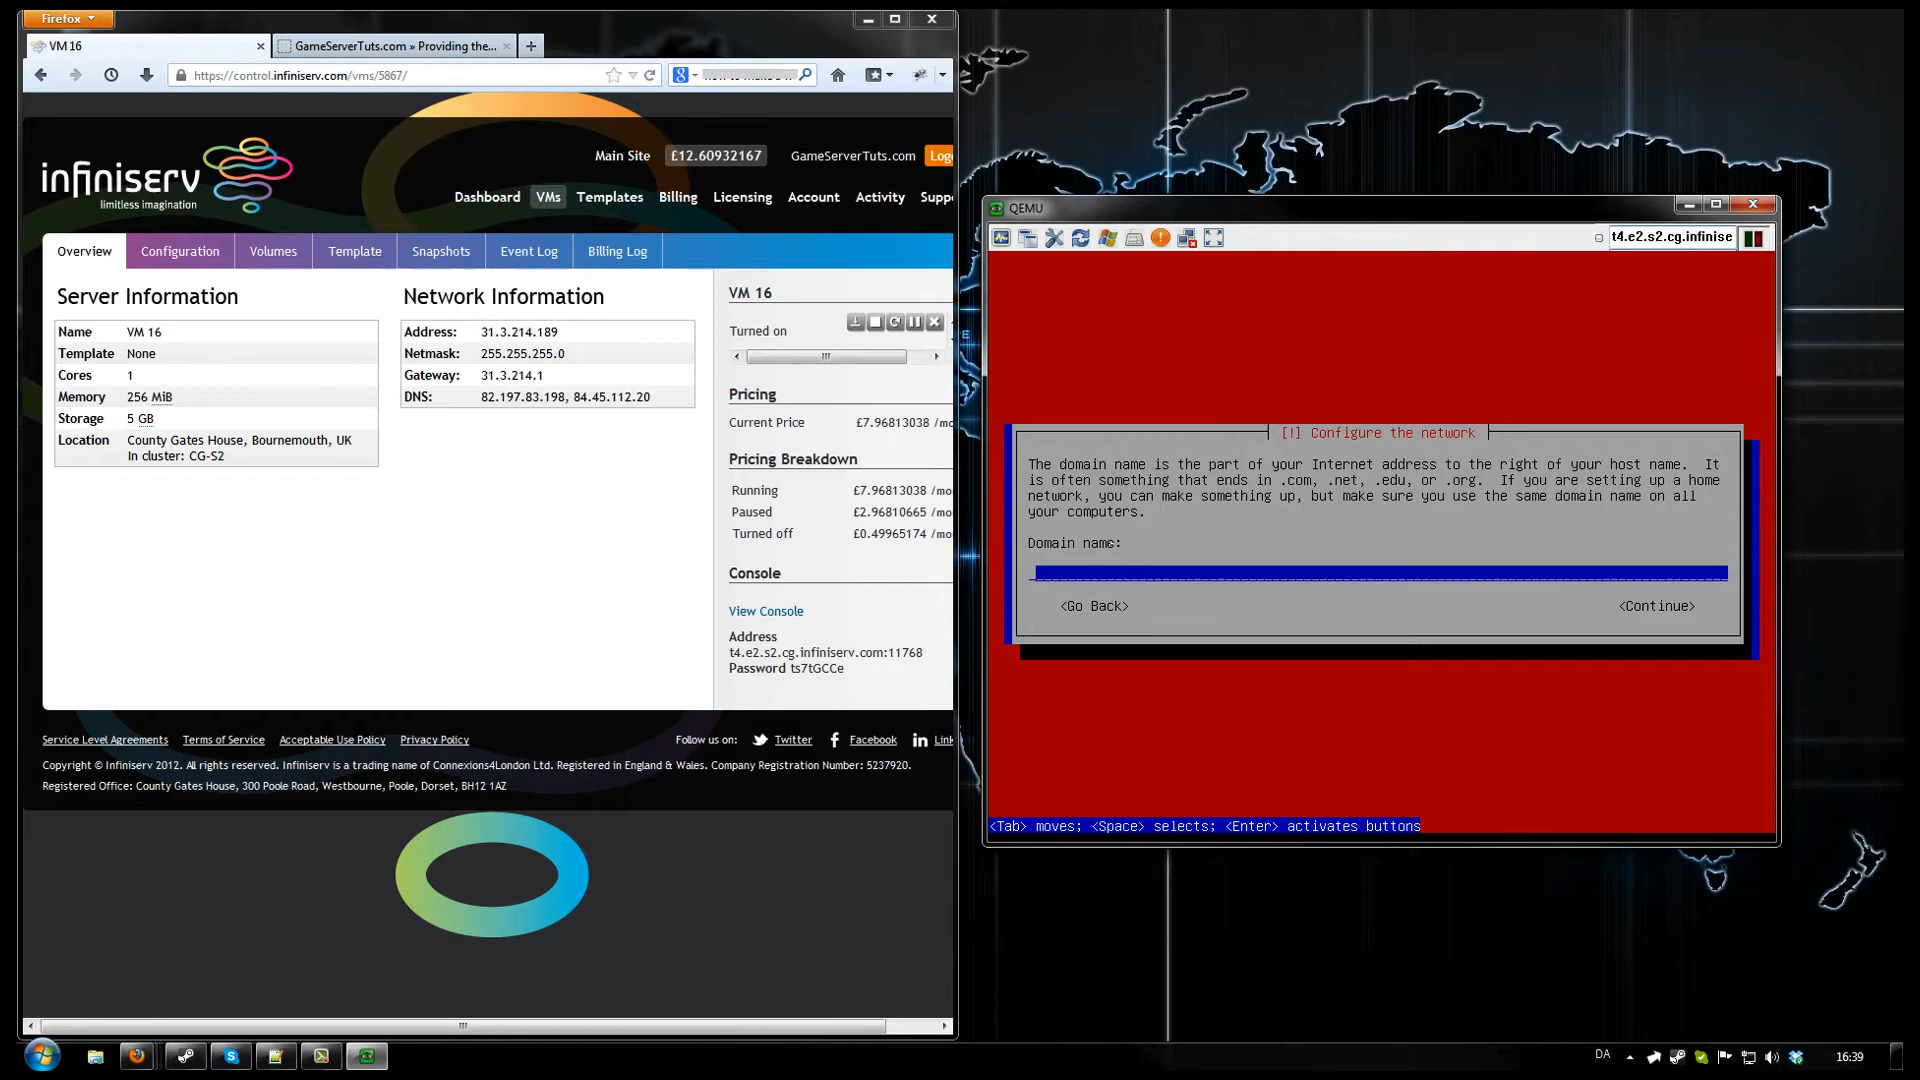 Firefox
VM 16
GameServerTuts.com » Providing the...
https://control.infiniserv.com/vms/5867/
infiniserv
limitless imagination
Main Site £12.60932167 GameServerTuts.com
Dashboard VMs Templates Billing Licensing Account Activity
Overview Configuration Volumes Template Snapshots Event Log Billing Log
Server Information
Name VM 16
Template None
Cores 1
Memory 256 MiB
Storage 5 GB
Location County Gates House, Bournemouth, UK
In cluster: CG-S2
Network Information
Address: 31.3.214.189
Netmask: 255.255.255.0
Gateway: 31.3.214.1
DNS: 82.197.83.198, 84.45.112.20
VM 16
Turned on
Pricing
Current Price £7.96813038 /mo
Pricing Breakdown
Running £7.96813038 /mo
Paused £2.96810665 /mo
Turned off £0.49965174 /mo
Console
View Console
Address
t4.e2.s2.cg.infiniserv.com:11768
Password ts7tGCCe
Service Level Agreements Terms of Service Acceptable Use Policy Privacy Policy
Follow us on: Twitter Facebook Link
Copyright © Infiniserv 2012. All rights reserved. Infiniserv is a trading name of Connexions4London Ltd. Registered in England & Wales. Company Registration Number: 5237920.
Registered Office: County Gates House, 300 Poole Road, Westbourne, Poole, Dorset, BH12 1AZ
QEMU
t4.e2.s2.cg.infinise
[!] Configure the network
The domain name is the part of your Internet address to the right of your host name. It
is often something that ends in .com, .net, .edu, or .org. If you are setting up a home
network, you can make something up, but make sure you use the same domain name on all
your computers.
Domain name:
<Go Back> <Continue>
<Tab> moves; <Space> selects; <Enter> activates buttons
DA
16:39